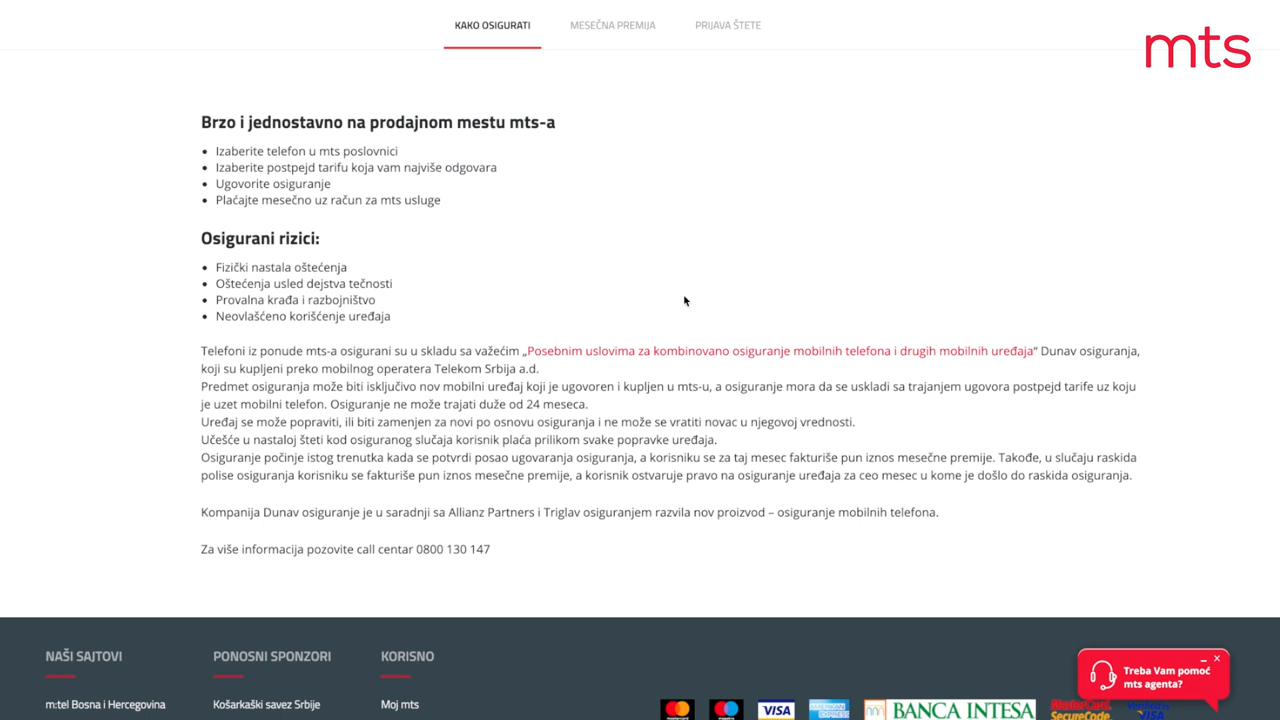 KAKO OSIGURATI
MESEČNA PREMIJA
PRIJAVA ŠTETE
mts
Brzo i jednostavno na prodajnom mestu mts-a
Izaberite telefon u mts poslovnici
Izaberite postpejd tarifu koja vam najviše odgovara
Ugovorite osiguranje
Plaćajte mesečno uz račun za mts usluge
Osigurani rizici:
Fizički nastala oštećenja
Oštećenja usled dejstva tečnosti
Provalna krađa i razbojništvo
Neovlašćeno korišćenje uređaja
Telefoni iz ponude mts-a osigurani su u skladu sa važećim „Posebnim uslovima za kombinovano osiguranje mobilnih telefona i drugih mobilnih uređaja“ Dunav osiguranja,
koji su kupljeni preko mobilnog operatera Telekom Srbija a.d.
Predmet osiguranja može biti isključivo nov mobilni uređaj koji je ugovoren i kupljen u mts-u, a osiguranje mora da se uskladi sa trajanjem ugovora postpejd tarife uz koju
je uzet mobilni telefon. Osiguranje ne može trajati duže od 24 meseca.
Uređaj se može popraviti, ili biti zamenjen za novi po osnovu osiguranja i ne može se vratiti novac u njegovoj vrednosti.
Učešće u nastaloj šteti kod osiguranog slučaja korisnik plaća prilikom svake popravke uređaja.
Osiguranje počinje istog trenutka kada se potvrdi posao ugovaranja osiguranja, a korisniku se za taj mesec fakturiše pun iznos mesečne premije. Takođe, u slučaju raskida
polise osiguranja korisniku se fakturiše pun iznos mesečne premije, a korisnik ostvaruje pravo na osiguranje uređaja za ceo mesec u kome je došlo do raskida osiguranja.
Kompanija Dunav osiguranje je u saradnji sa Allianz Partners i Triglav osiguranjem razvila nov proizvod – osiguranje mobilnih telefona.
Za više informacija pozovite call centar 0800 130 147
NAŠI SAJTOVI
PONOSNI SPONZORI
KORISNO
m:tel Bosna i Hercegovina
Košarkaški savez Srbije
Moj mts
Treba Vam pomoć
mts agenta?
mastercard
maestro
VISA
AMERICAN
EXPRESS
BANCA INTESA
MasterCard.
SecureCode.
Verified by
VISA